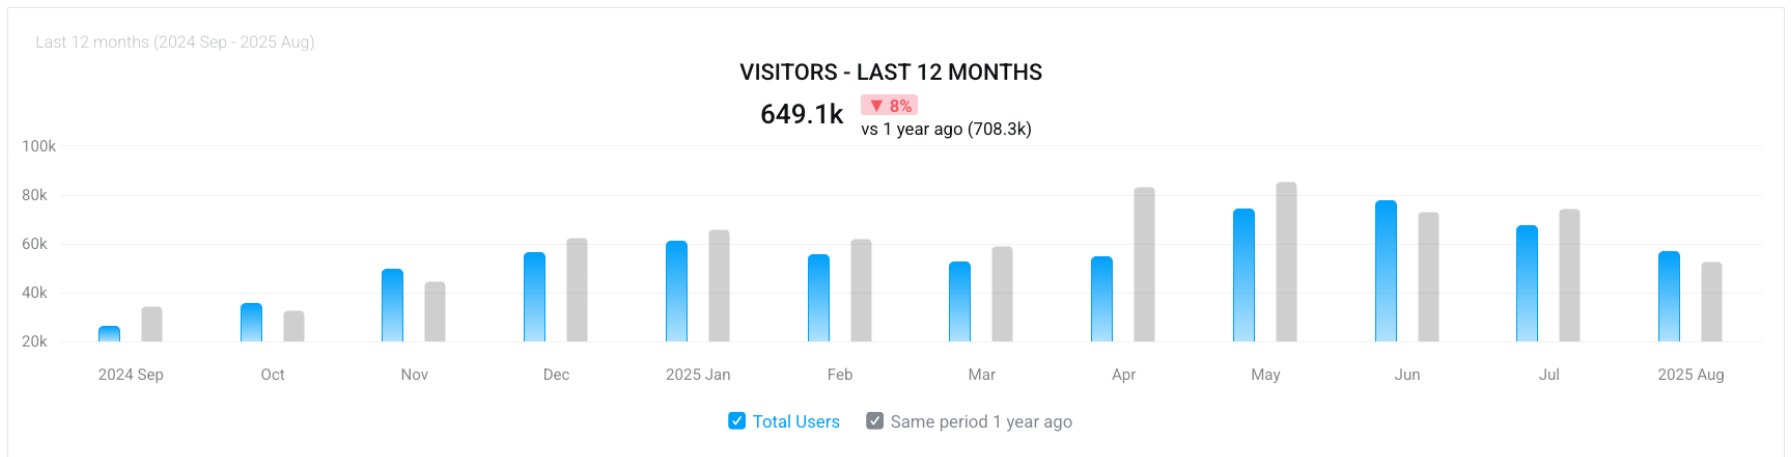 Last 12 months (2024 Sep - 2025 Aug)
VISITORS - LAST 12 MONTHS
649.1k ▼ 8%
vs 1 year ago (708.3k)
100k
80k
60k
40k
20k
2024 Sep Oct Nov Dec 2025 Jan Feb Mar Apr May Jun Jul 2025 Aug
Total Users Same period 1 year ago